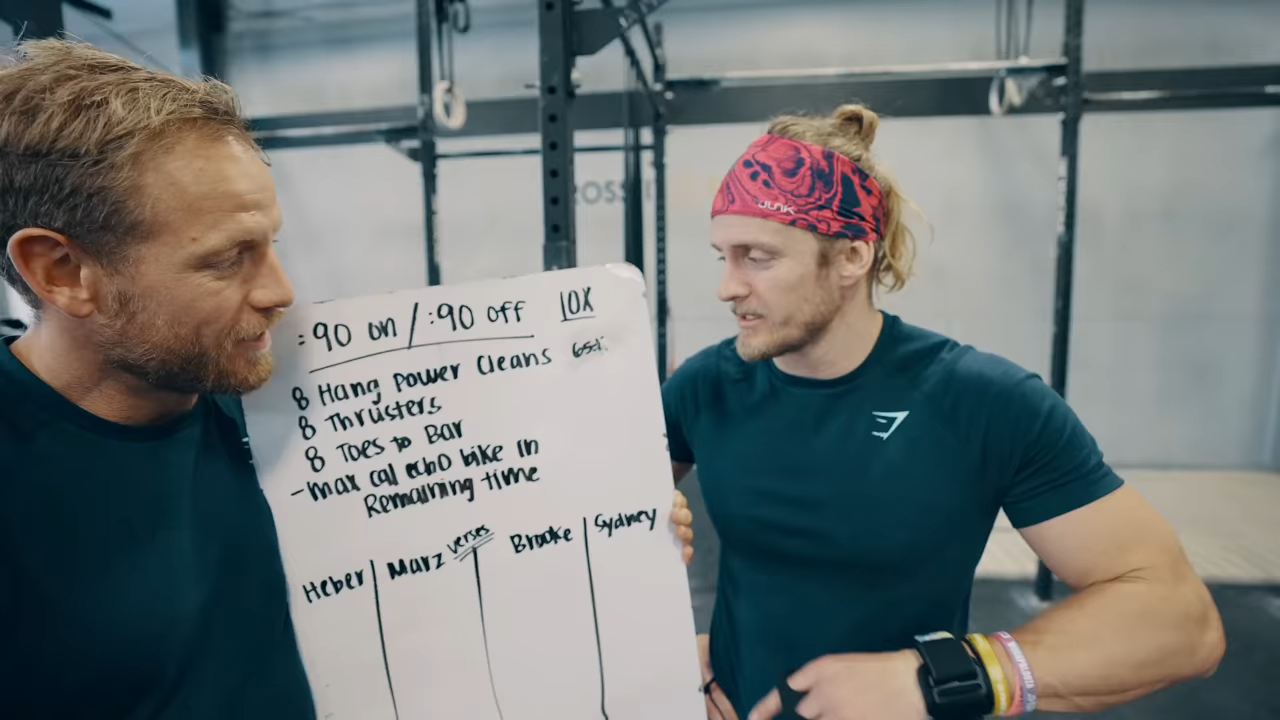 :90 on / :90 off 10X
8 Hang power cleans
8 Thrusters
8 Toes to Bar
- max cal echo bike in
Remaining time
Heber Marz verses Brooke Sydney
JUNK